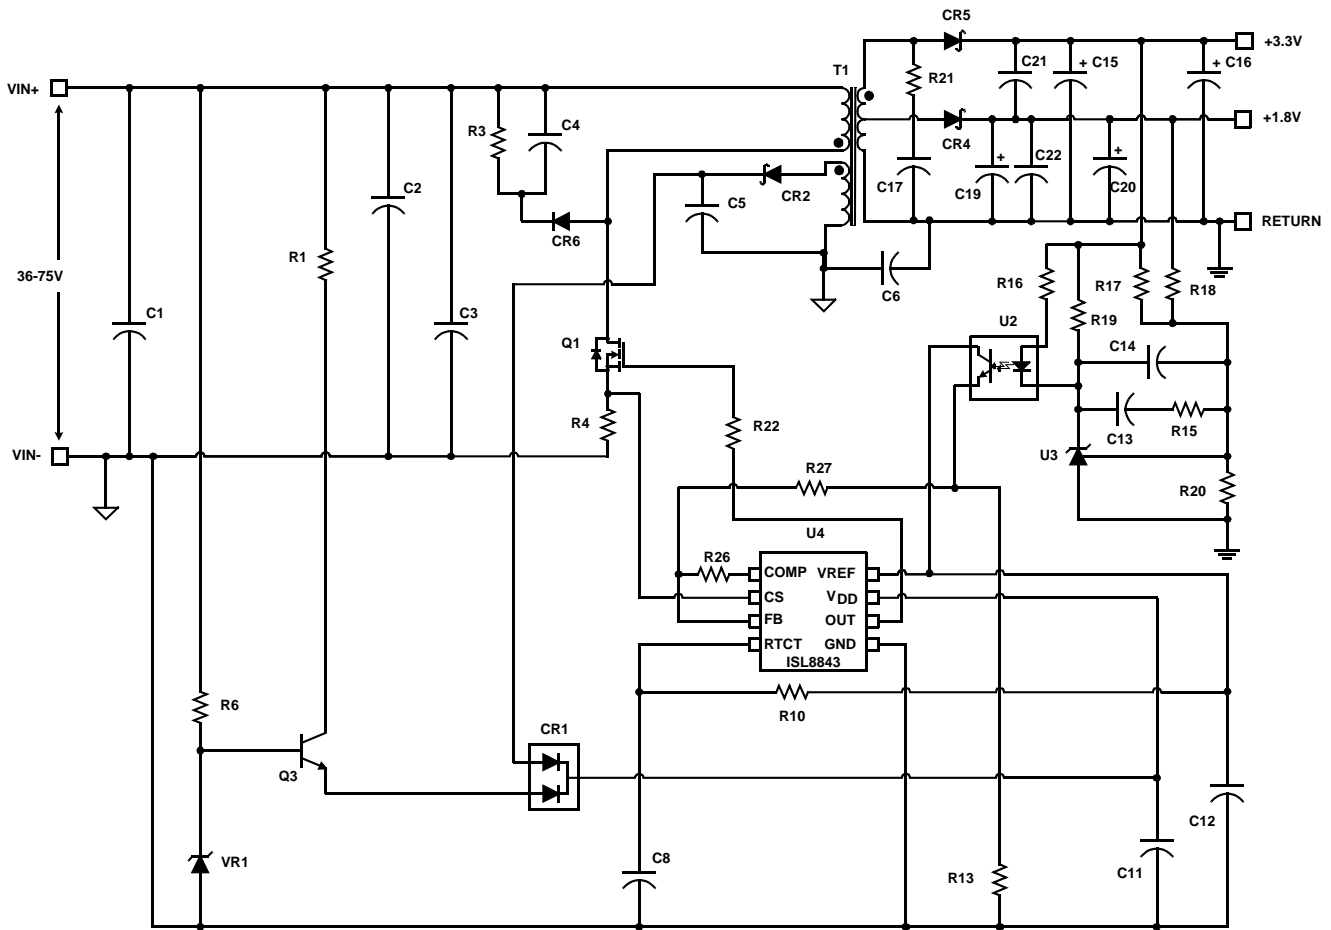 CR5
+3.3V
T1
C21
C15
+
C16
+
R21
VIN+
+1.8V
R3
C4
CR4
C22
+
C19
+
C20
C17
C2
CR2
C5
RETURN
CR6
R1
36-75V
C6
R16
R17
R18
C1
C3
U2
R19
Q1
C14
R4
R22
C13
R15
VIN-
U3
R27
R20
U4
R26
COMP
VREF
CS
VDD
FB
OUT
RTCT
GND
ISL8843
R6
R10
CR1
Q3
C12
VR1
C8
R13
C11